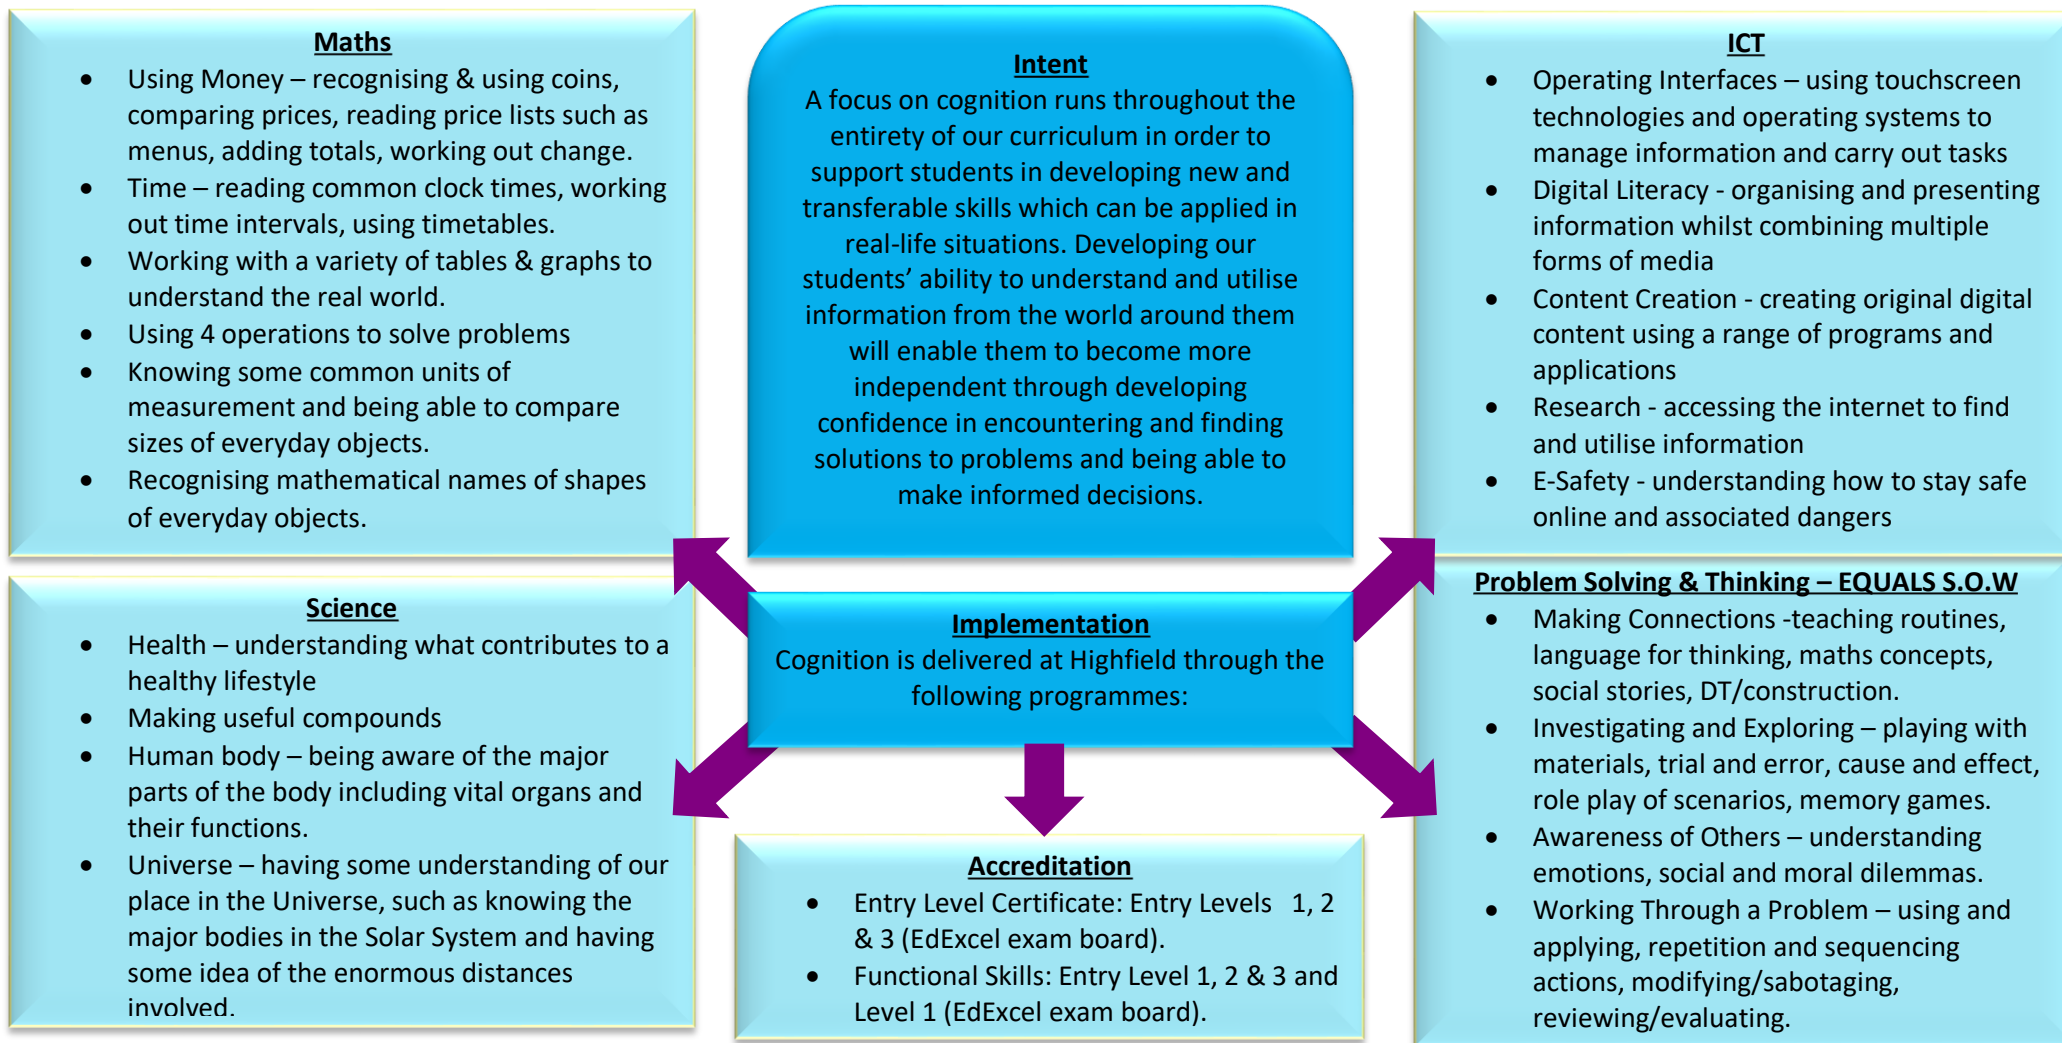 Maths
• Using Money – recognising & using coins,
comparing prices, reading price lists such as
menus, adding totals, working out change.
• Time – reading common clock times, working
out time intervals, using timetables.
• Working with a variety of tables & graphs to
understand the real world.
• Using 4 operations to solve problems
• Knowing some common units of
measurement and being able to compare
sizes of everyday objects.
• Recognising mathematical names of shapes
of everyday objects.
Intent
A focus on cognition runs throughout the
entirety of our curriculum in order to
support students in developing new and
transferable skills which can be applied in
real-life situations. Developing our
students’ ability to understand and utilise
information from the world around them
will enable them to become more
independent through developing
confidence in encountering and finding
solutions to problems and being able to
make informed decisions.
ICT
• Operating Interfaces – using touchscreen
technologies and operating systems to
manage information and carry out tasks
• Digital Literacy - organising and presenting
information whilst combining multiple
forms of media
• Content Creation - creating original digital
content using a range of programs and
applications
• Research - accessing the internet to find
and utilise information
• E-Safety - understanding how to stay safe
online and associated dangers
Science
• Health – understanding what contributes to a
healthy lifestyle
• Making useful compounds
• Human body – being aware of the major
parts of the body including vital organs and
their functions.
• Universe – having some understanding of our
place in the Universe, such as knowing the
major bodies in the Solar System and having
some idea of the enormous distances
involved.
Implementation
Cognition is delivered at Highfield through the
following programmes:
Accreditation
• Entry Level Certificate: Entry Levels 1, 2
& 3 (EdExcel exam board).
• Functional Skills: Entry Level 1, 2 & 3 and
Level 1 (EdExcel exam board).
Problem Solving & Thinking – EQUALS S.O.W
• Making Connections -teaching routines,
language for thinking, maths concepts,
social stories, DT/construction.
• Investigating and Exploring – playing with
materials, trial and error, cause and effect,
role play of scenarios, memory games.
• Awareness of Others – understanding
emotions, social and moral dilemmas.
• Working Through a Problem – using and
applying, repetition and sequencing
actions, modifying/sabotaging,
reviewing/evaluating.